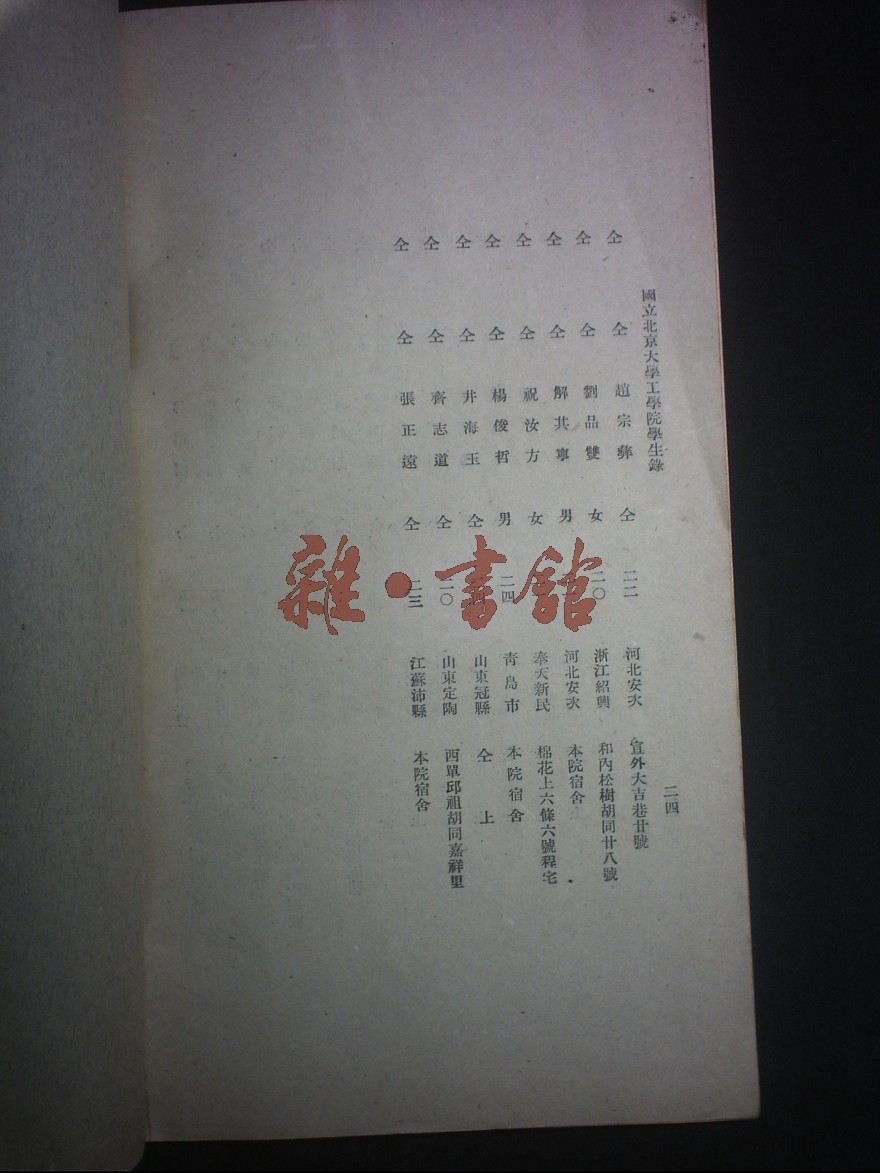 國立北京大學工學院學生錄
三四
仝 仝 趙宗彝 仝 二二 河北安次 宣外大吉巷廿號
仝 仝 劉品雙 女 二〇 浙江紹興 和內松樹胡同廿八號
仝 仝 解其寧 男 河北安次 本院宿舍
仝 仝 祝汝方 女 奉天新民 棉花上六條六號程宅
仝 仝 楊俊哲 男 二四 青島市 本院宿舍
仝 仝 井海玉 仝 山東冠縣 仝上
仝 仝 齊志道 仝 二〇 山東定陶 西單邱祖胡同嘉祥里
仝 仝 張正遠 仝 二三 江蘇沛縣 本院宿舍
雜·書館